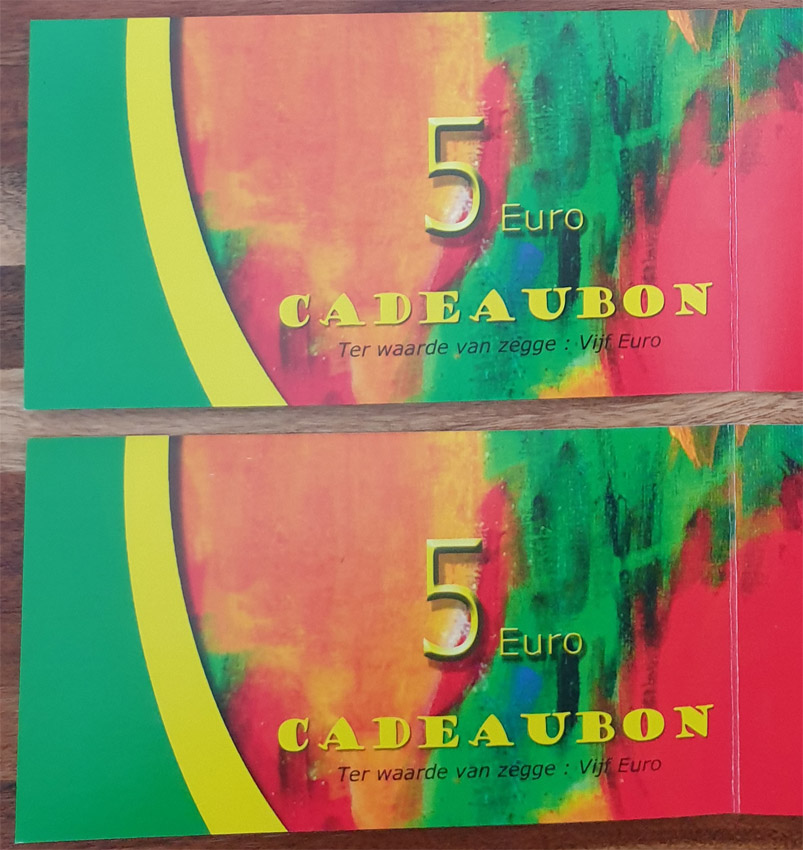 5 Euro
CADEAUBON
Ter waarde van zegge : Vijf Euro
5 Euro
CADEAUBON
Ter waarde van zegge : Vijf Euro